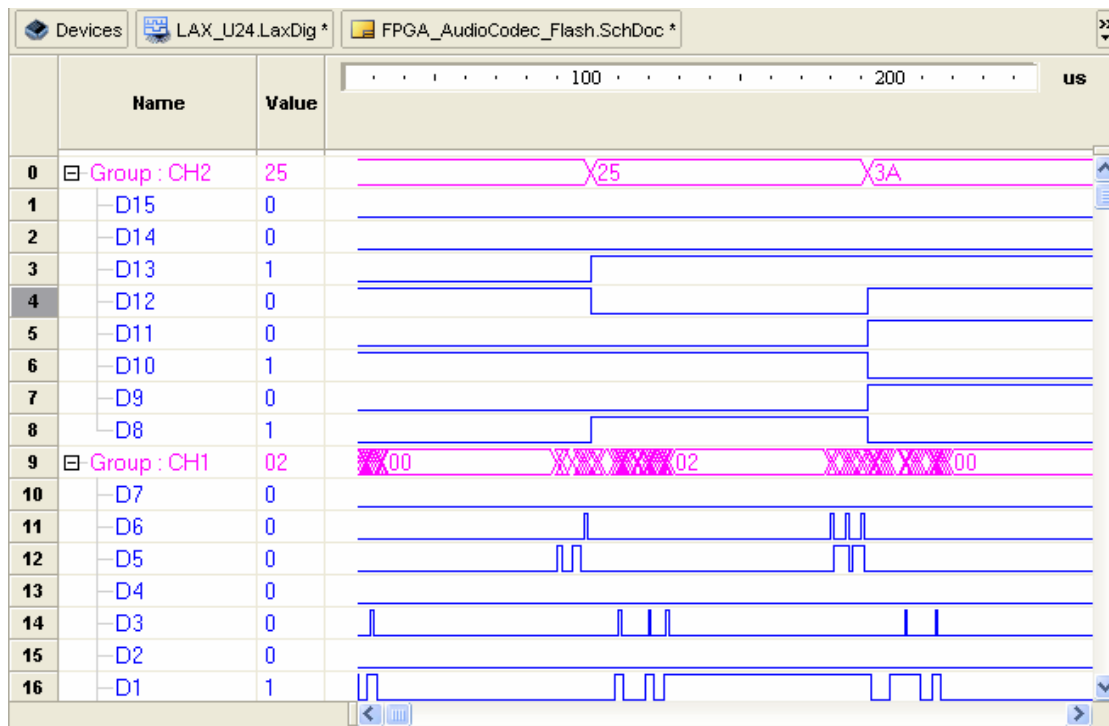 Devices LAX_U24.LaxDig * FPGA_AudioCodec_Flash.SchDoc *
Name Value 100 200 us
0 Group : CH2 25 25 3A
1 D15 0
2 D14 0
3 D13 1
4 D12 0
5 D11 0
6 D10 1
7 D9 0
8 D8 1
9 Group : CH1 02 00 02 00
10 D7 0
11 D6 0
12 D5 0
13 D4 0
14 D3 0
15 D2 0
16 D1 1